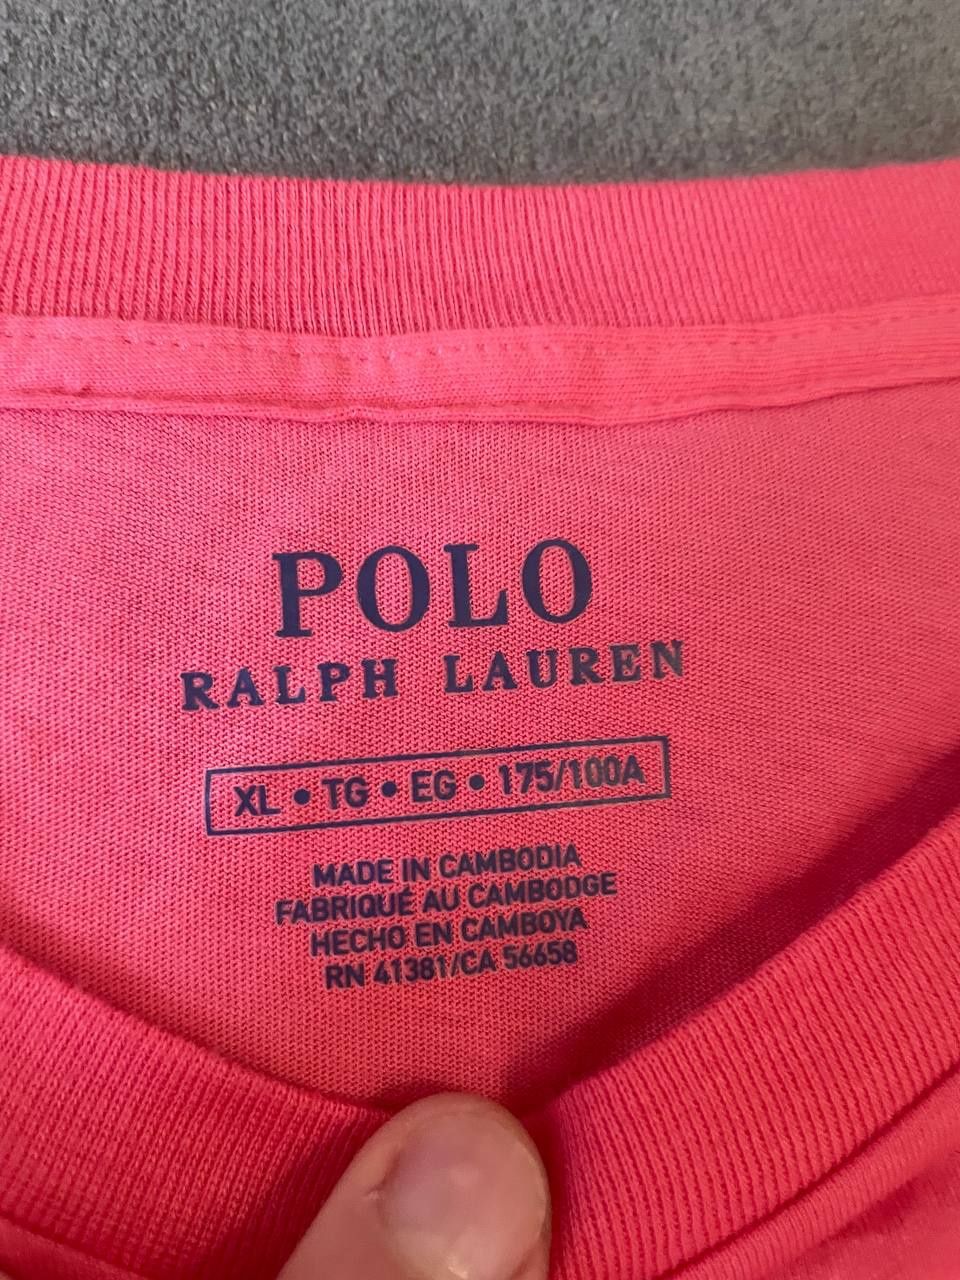 POLO
RALPH LAUREN
XL • TG • EG • 175/100A
MADE IN CAMBODIA
FABRIQUÉ AU CAMBODGE
HECHO EN CAMBOYA
RN 41381/CA 56658